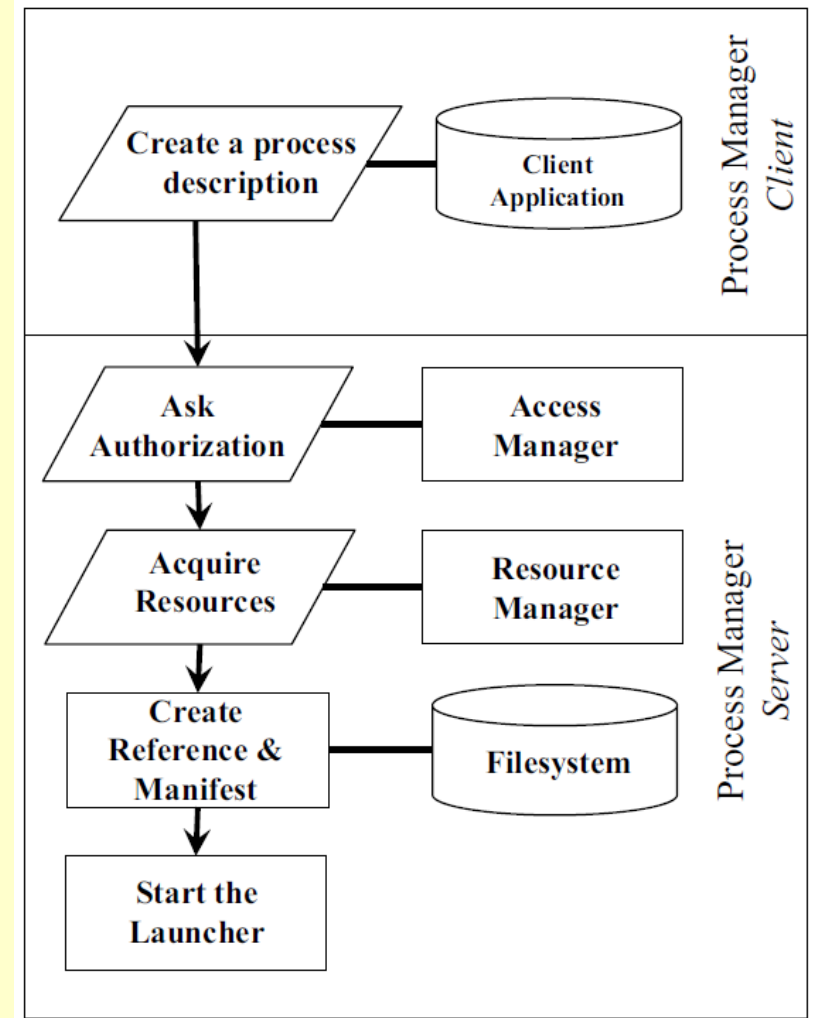 Create a process
description
Client
Application
Process Manager
Client
Ask
Authorization
Access
Manager
Acquire
Resources
Resource
Manager
Create
Reference &
Manifest
Filesystem
Start the
Launcher
Process Manager
Server